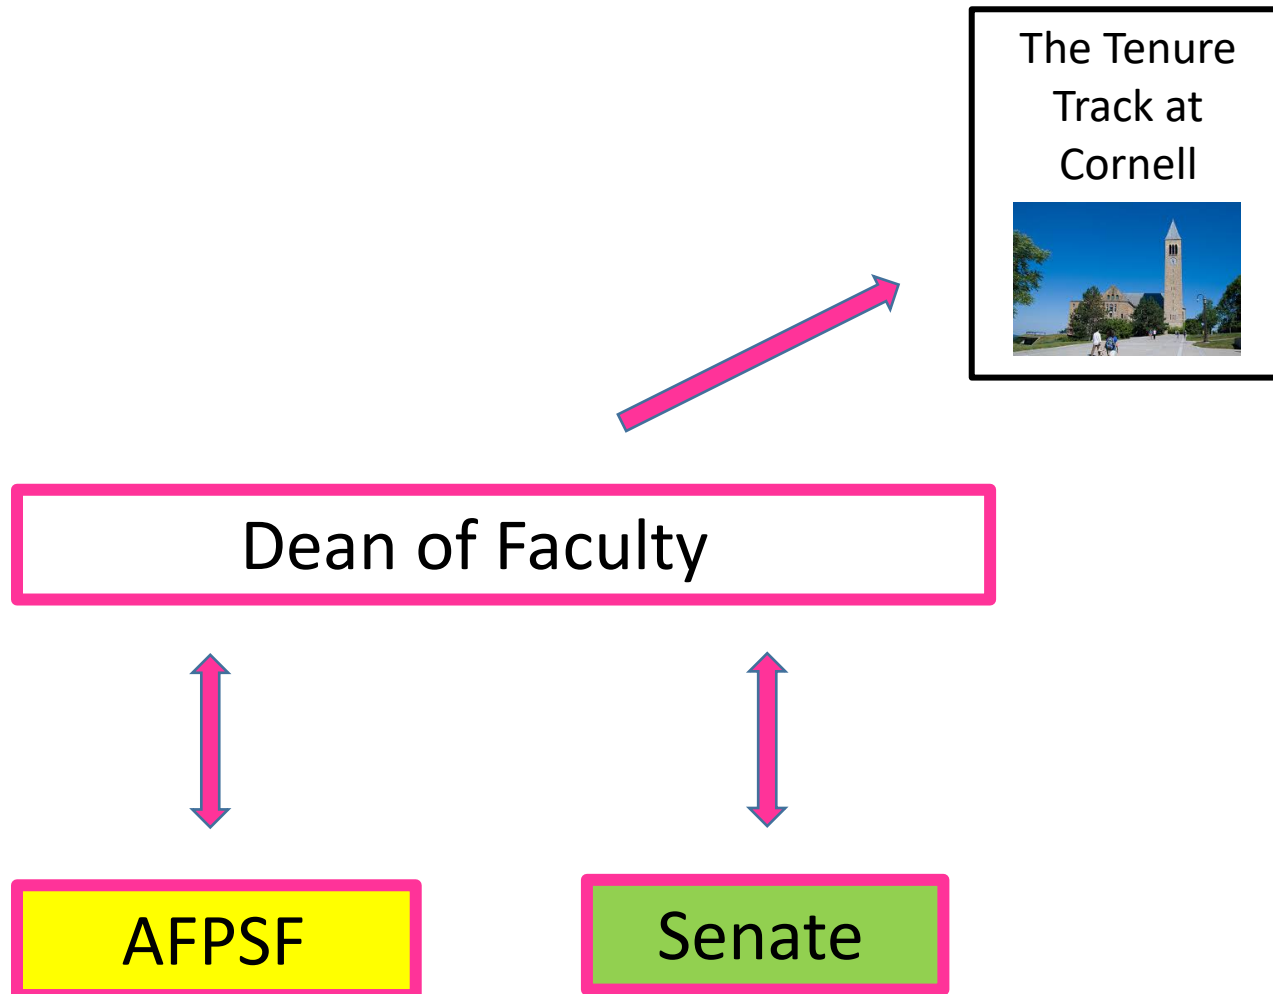 The Tenure
Track at
Cornell
Dean of Faculty
AFPSF
Senate